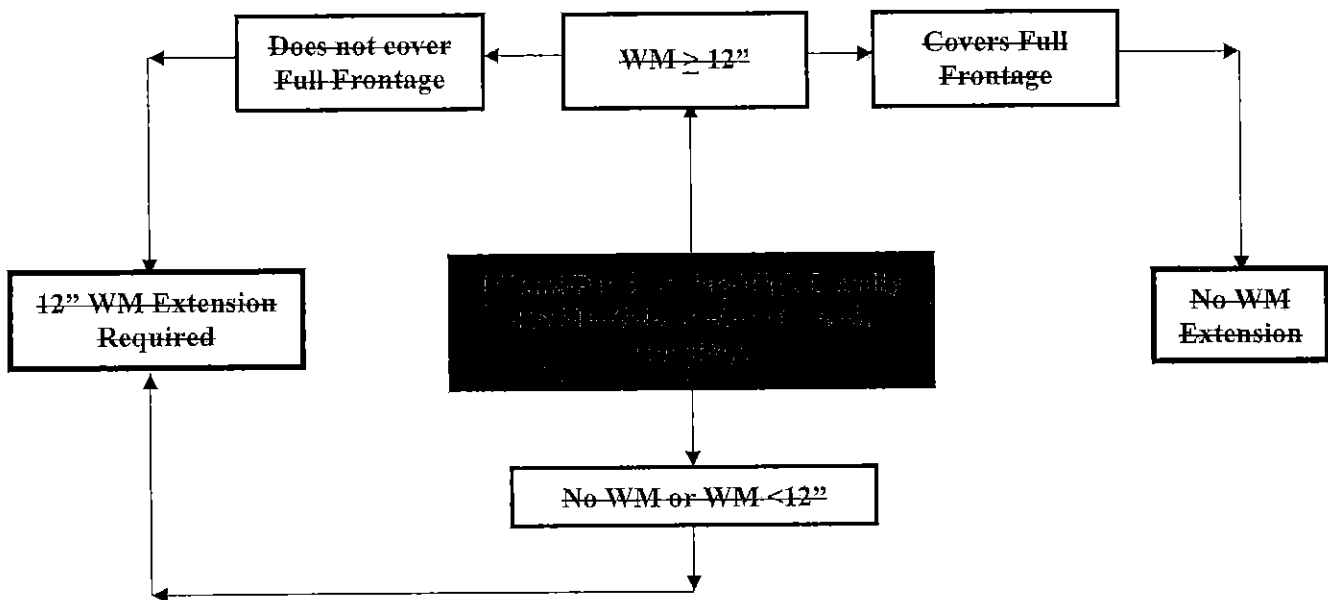 Does not cover
Full Frontage
WM ≥ 12”
Covers Full
Frontage
12” WM Extension
Required
No WM
Extension
No WM or WM <12”